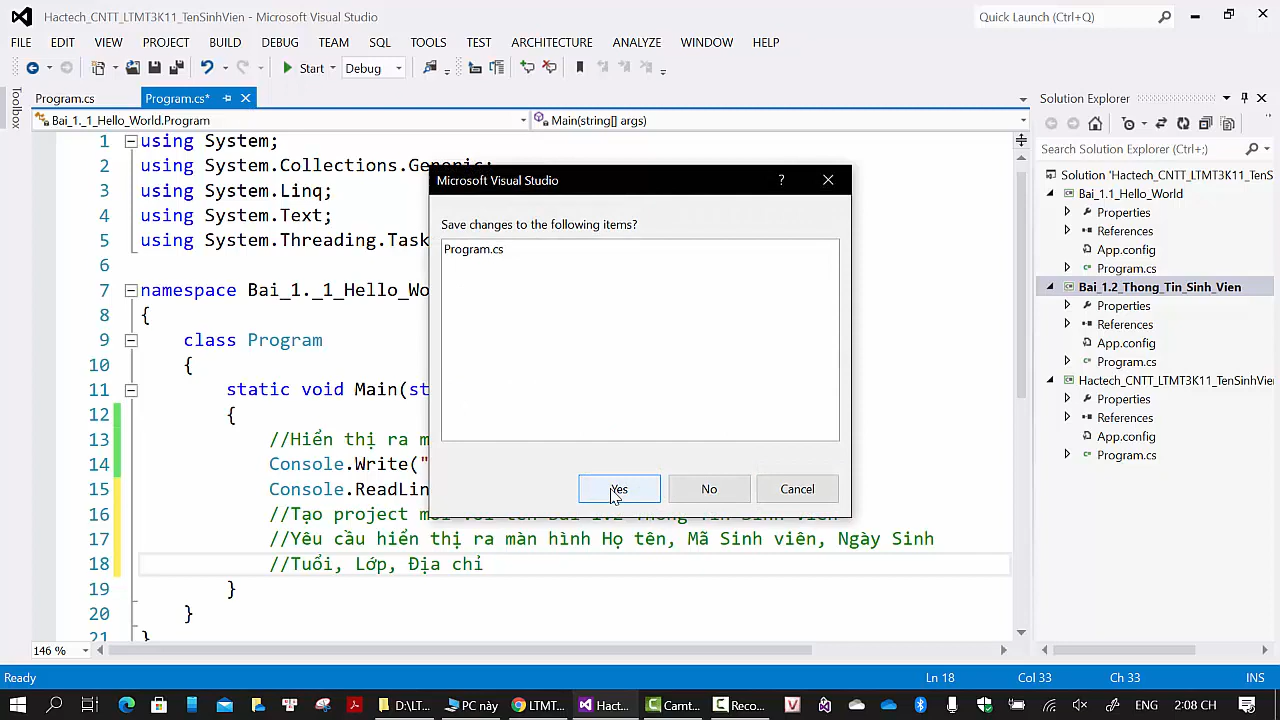 Hactech_CNTT_LTMT3K11_TenSinhVien - Microsoft Visual Studio
Quick Launch (Ctrl+Q)
FILE EDIT VIEW PROJECT BUILD DEBUG TEAM SQL TOOLS TEST ARCHITECTURE ANALYZE WINDOW HELP
Start Debug
Toolbox
Program.cs
Program.cs*
Bai_1._1_Hello_World.Program
Main(string[] args)
1 using System;
2 using System.Collections.Generic;
3 using System.Linq;
4 using System.Text;
5 using System.Threading.Task
6
7 namespace Bai_1._1_Hello_Wo
8 {
9 class Program
10 {
11 static void Main(st
12 {
13 //Hiển thị ra m
14 Console.Write("
15 Console.ReadLin
16 //Tạo project
17 //Yêu cầu hiển thị ra màn hình Họ tên, Mã Sinh viên, Ngày Sinh
18 //Tuổi, Lớp, Địa chỉ
19 }
20 }
21 }
146 %
Microsoft Visual Studio
?
Save changes to the following items?
Program.cs
Yes No Cancel
Solution Explorer
Search Solution Explorer (Ctrl+;)
Solution 'Hactech_CNTT_LTMT3K11_TenS
Bai_1.1_Hello_World
Properties
References
App.config
Program.cs
Bai_1.2_Thong_Tin_Sinh_Vien
Properties
References
App.config
Program.cs
Hactech_CNTT_LTMT3K11_TenSinhVie
Properties
References
App.config
Program.cs
Ready
Ln 18
Col 33
Ch 33
INS
D:\LT...
PC này
LTMT...
Hact...
Camt...
Reco...
ENG
2:08 CH